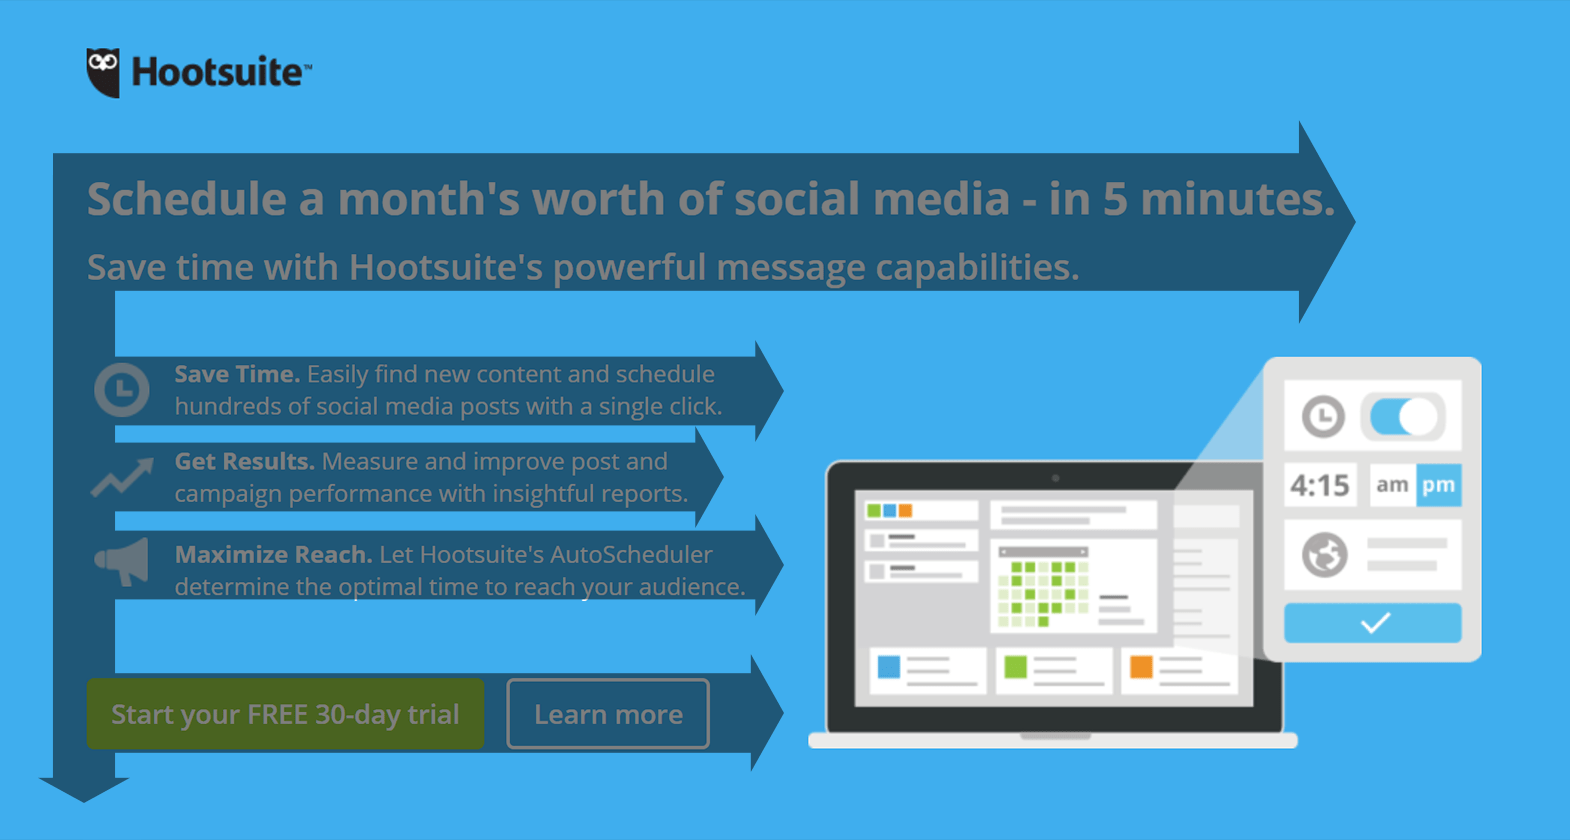 Hootsuite™
Schedule a month's worth of social media - in 5 minutes.
Save time with Hootsuite's powerful message capabilities.
Save Time. Easily find new content and schedule
hundreds of social media posts with a single click.
Get Results. Measure and improve post and
campaign performance with insightful reports.
Maximize Reach. Let Hootsuite's AutoScheduler
determine the optimal time to reach your audience.
Start your FREE 30-day trial
Learn more
4:15 am pm